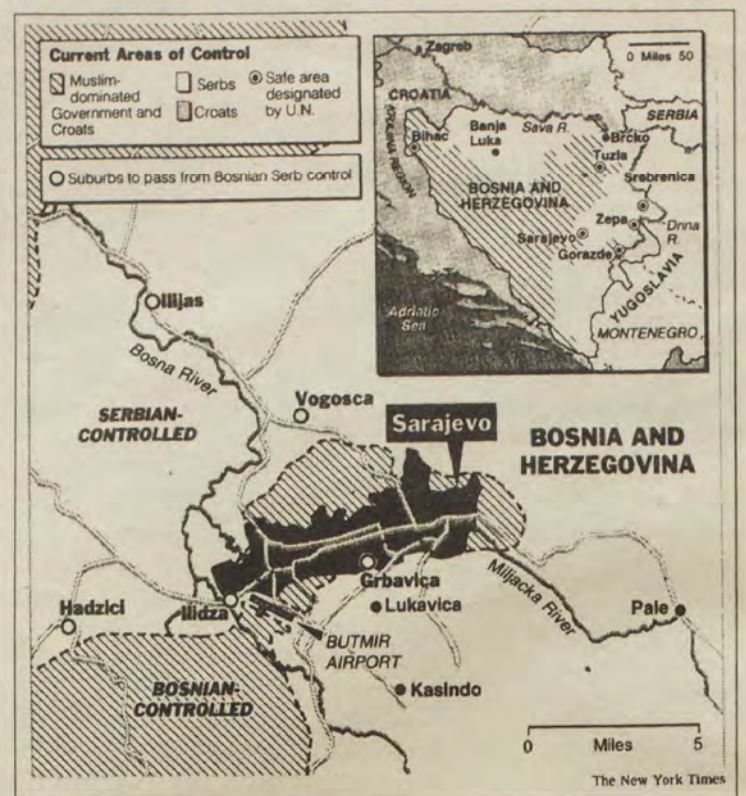 Current Areas of Control
Muslim-
dominated
Government and
Croats
Serbs
Croats
Safe area
designated
by U.N.
Suburbs to pass from Bosnian Serb control
Zagreb
0 Miles 50
CROATIA
KRAJINA REGION
Bihac
Banja
Luka
Sava R.
SERBIA
Brcko
Tuzla
Srebrenica
BOSNIA AND
HERZEGOVINA
Zepa
Drina
R.
Sarajevo
Gorazde
YUGOSLAVIA
Adriatic
Sea
MONTENEGRO
Ilijas
Bosna River
SERBIAN-
CONTROLLED
Vogosca
Sarajevo
BOSNIA AND
HERZEGOVINA
Grbavica
Miljacka River
Hadzici
Ilidza
Lukavica
Pale
BUTMIR
AIRPORT
Kasindo
BOSNIAN-
CONTROLLED
0 Miles 5
The New York Times